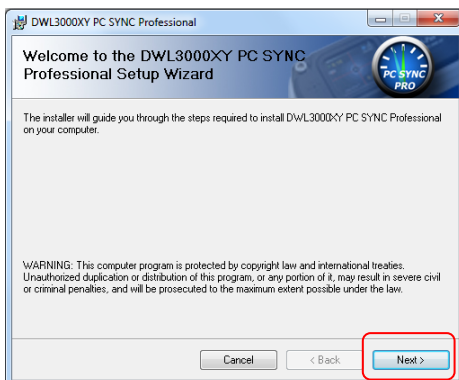 DWL3000XY PC SYNC Professional
Welcome to the DWL3000XY PC SYNC
Professional Setup Wizard
PC SYNC
PRO
The installer will guide you through the steps required to install DWL3000XY PC SYNC Professional
on your computer.
WARNING: This computer program is protected by copyright law and international treaties.
Unauthorized duplication or distribution of this program, or any portion of it, may result in severe civil
or criminal penalties, and will be prosecuted to the maximum extent possible under the law.
Cancel
< Back
Next >